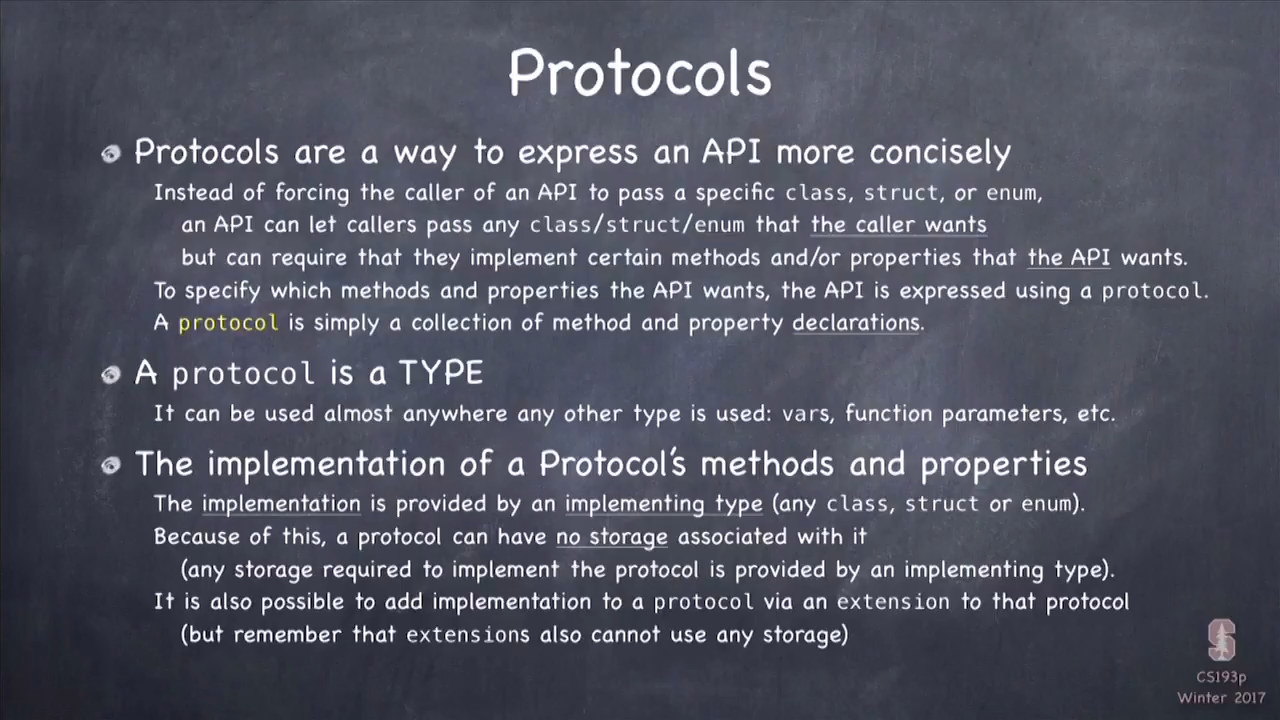 Protocols
Protocols are a way to express an API more concisely
Instead of forcing the caller of an API to pass a specific class, struct, or enum,
an API can let callers pass any class/struct/enum that the caller wants
but can require that they implement certain methods and/or properties that the API wants.
To specify which methods and properties the API wants, the API is expressed using a protocol.
A protocol is simply a collection of method and property declarations.
A protocol is a TYPE
It can be used almost anywhere any other type is used: vars, function parameters, etc.
The implementation of a Protocol's methods and properties
The implementation is provided by an implementing type (any class, struct or enum).
Because of this, a protocol can have no storage associated with it
(any storage required to implement the protocol is provided by an implementing type).
It is also possible to add implementation to a protocol via an extension to that protocol
(but remember that extensions also cannot use any storage)
S
CS193p
Winter 2017